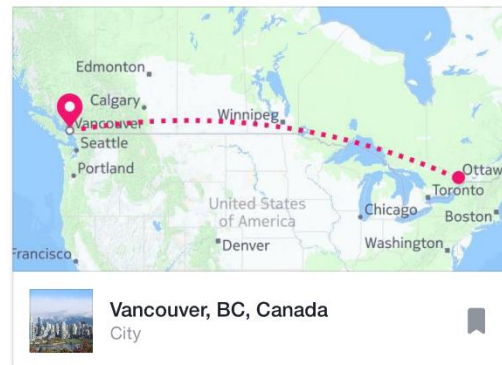 Edmonton
Calgary
Winnipeg
Vancouver
Seattle
Ottaw
Portland
Toronto
United States
of America
Chicago
Boston
Denver
Washington
Francisco
Vancouver, BC, Canada
City